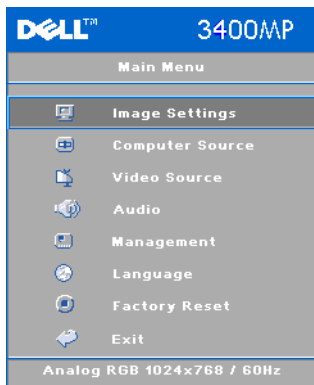 DELL™ 3400MP
Main Menu
Image Settings
Computer Source
Video Source
Audio
Management
Language
Factory Reset
Exit
Analog RGB 1024x768 / 60Hz